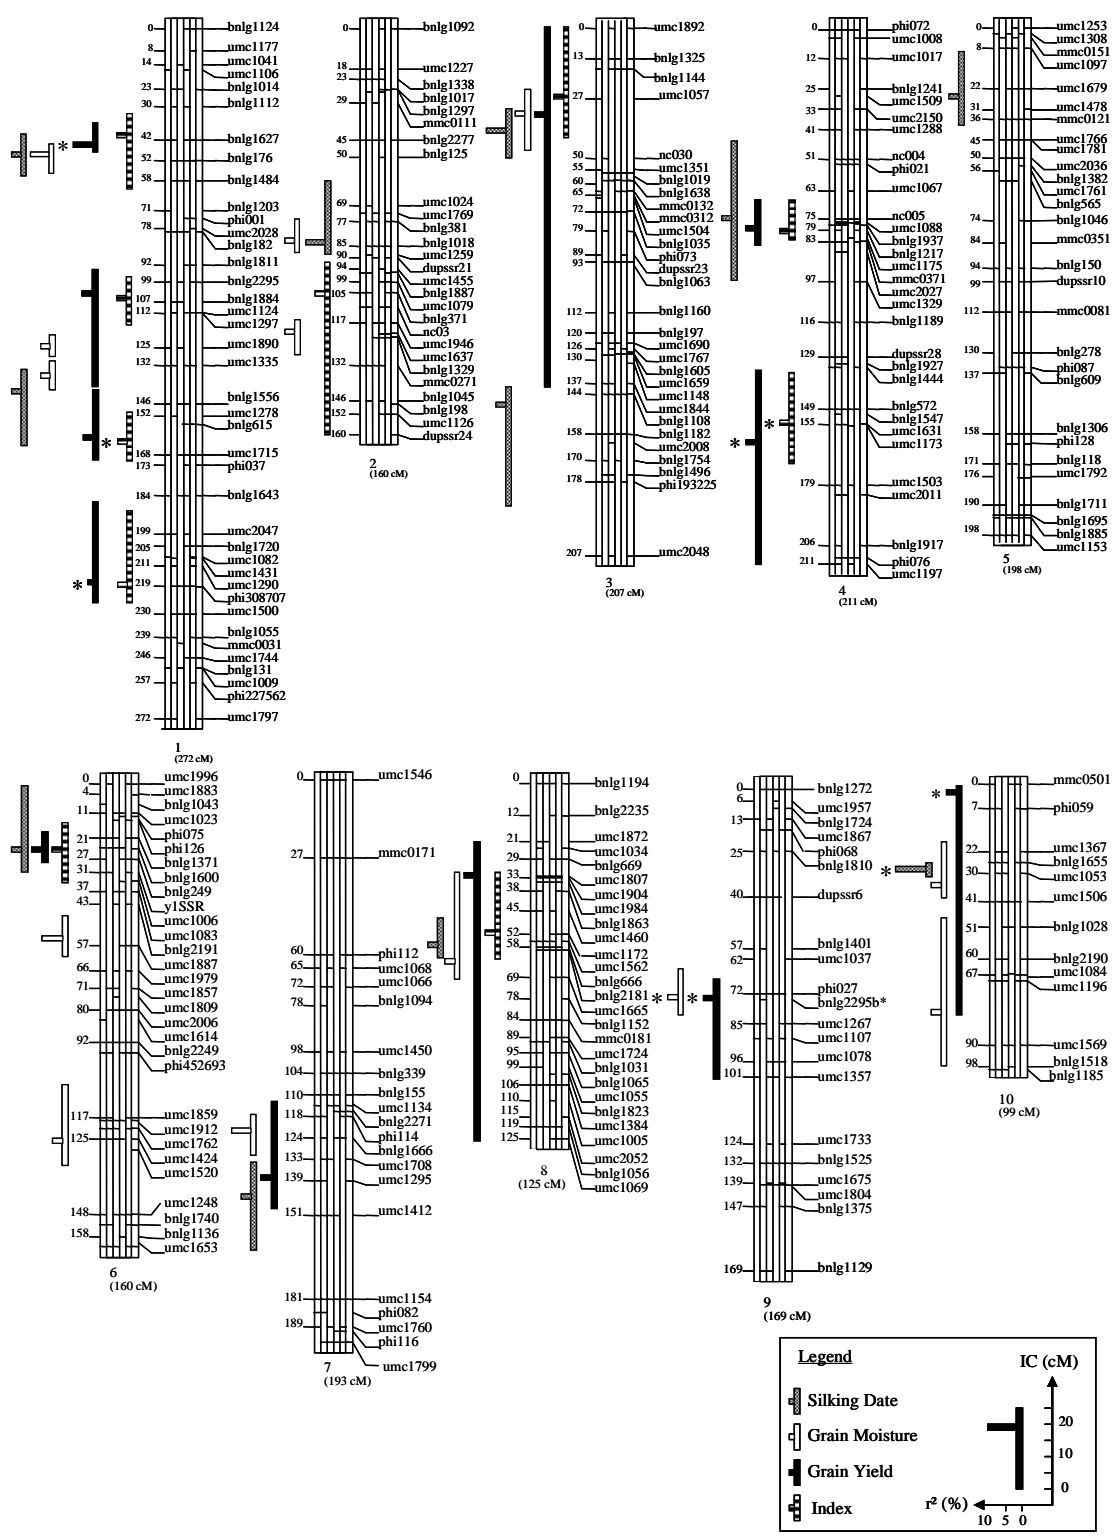 0 bnlg1124
8 umc1177
14 umc1041
umc1106
23 bnlg1014
30 bnlg1112
42 bnlg1627
52 bnlg176
58 bnlg1484
71 bnlg1203
phi001
78 umc2028
bnlg182
92 bnlg1811
99 bnlg2295
107 bnlg1884
112 umc1124
umc1297
125 umc1890
132 umc1335
146 bnlg1556
152 umc1278
bnlg615
168 umc1715
173 phi037
184 bnlg1643
199 umc2047
205 bnlg1720
211 umc1082
umc1431
219 umc1290
phi308707
230 umc1500
239 bnlg1055
mmc0031
246 umc1744
bnlg131
257 umc1009
phi227562
272 umc1797
* * *
1
(272 cM)
0 bnlg1092
18 umc1227
23 bnlg1338
bnlg1017
29 bnlg1297
mmc0111
45 bnlg2277
50 bnlg125
69 umc1024
umc1769
77 bnlg381
85 bnlg1018
90 umc1259
94 dupssr21
99 umc1455
105 bnlg1887
umc1079
117 bnlg371
nc03
umc1946
umc1637
132 bnlg1329
mmc0271
146 bnlg1045
152 bnlg198
umc1126
160 dupssr24
2
(160 cM)
0 umc1892
13 bnlg1325
bnlg1144
27 umc1057
50 nc030
55 umc1351
60 bnlg1019
65 bnlg1638
mmc0132
72 mmc0312
79 umc1504
bnlg1035
89 phi073
93 dupssr23
bnlg1063
112 bnlg1160
120 bnlg197
126 umc1690
130 umc1767
bnlg1605
137 umc1659
144 umc1148
umc1844
bnlg1108
158 bnlg1182
umc2008
170 bnlg1754
bnlg1496
178 phi193225
207 umc2048
3
(207 cM)
0 phi072
umc1008
12 umc1017
25 bnlg1241
umc1509
33 umc2150
41 umc1288
51 nc004
phi021
63 umc1067
75 nc005
79 umc1088
83 bnlg1937
bnlg1217
umc1175
97 mmc0371
umc2027
umc1329
116 bnlg1189
129 dupssr28
bnlg1927
bnlg1444
149 bnlg572
155 bnlg1547
umc1631
umc1173
179 umc1503
umc2011
206 bnlg1917
211 phi076
umc1197
* *
4
(211 cM)
0 umc1253
umc1308
8 mmc0151
umc1097
22 umc1679
31 umc1478
36 mmc0121
45 umc1766
umc1781
50 umc2036
56 bnlg1382
umc1761
bnlg565
74 bnlg1046
84 mmc0351
94 bnlg150
99 dupssr10
112 mmc0081
130 bnlg278
137 phi087
bnlg609
158 bnlg1306
phi128
171 bnlg118
176 umc1792
190 bnlg1711
bnlg1695
198 bnlg1885
umc1153
5
(198 cM)
0 umc1996
4 umc1883
11 bnlg1043
umc1023
21 phi075
27 phi126
31 bnlg1371
37 bnlg1600
43 bnlg249
y1SSR
umc1006
umc1083
57 bnlg2191
66 umc1887
71 umc1979
umc1857
80 umc1809
umc2006
92 umc1614
bnlg2249
phi452693
117 umc1859
umc1912
125 umc1762
umc1424
umc1520
148 umc1248
bnlg1740
158 bnlg1136
umc1653
6
(160 cM)
0 umc1546
27 mmc0171
60 phi112
65 umc1068
72 umc1066
78 bnlg1094
98 umc1450
104 bnlg339
110 bnlg155
118 umc1134
bnlg2271
124 phi114
bnlg1666
133 umc1708
139 umc1295
151 umc1412
181 umc1154
phi082
189 umc1760
phi116
umc1799
7
(193 cM)
0 bnlg1194
12 bnlg2235
21 umc1872
umc1034
29 bnlg669
33 umc1807
38 umc1904
45 umc1984
bnlg1863
52 umc1460
58 umc1172
umc1562
69 bnlg666
78 bnlg2181
umc1665
84 bnlg1152
89 mmc0181
95 umc1724
99 bnlg1031
106 bnlg1065
110 umc1055
115 bnlg1823
119 umc1384
125 umc1005
umc2052
bnlg1056
umc1069
8
(125 cM)
0 bnlg1272
6 umc1957
13 bnlg1724
umc1867
25 phi068
bnlg1810
40 dupssr6
57 bnlg1401
62 umc1037
72 phi027
bnlg2295b*
85 umc1267
umc1107
96 umc1078
101 umc1357
124 umc1733
132 bnlg1525
139 umc1675
umc1804
147 bnlg1375
169 bnlg1129
* *
9
(169 cM)
0 mmc0501
7 phi059
22 umc1367
30 bnlg1655
umc1053
41 umc1506
51 bnlg1028
60 bnlg2190
67 umc1084
umc1196
90 umc1569
98 bnlg1518
bnlg1185
* *
10
(99 cM)
Legend
IC (cM)
Silking Date
Grain Moisture
Grain Yield
Index
20
10
0
r² (%)
10 5 0